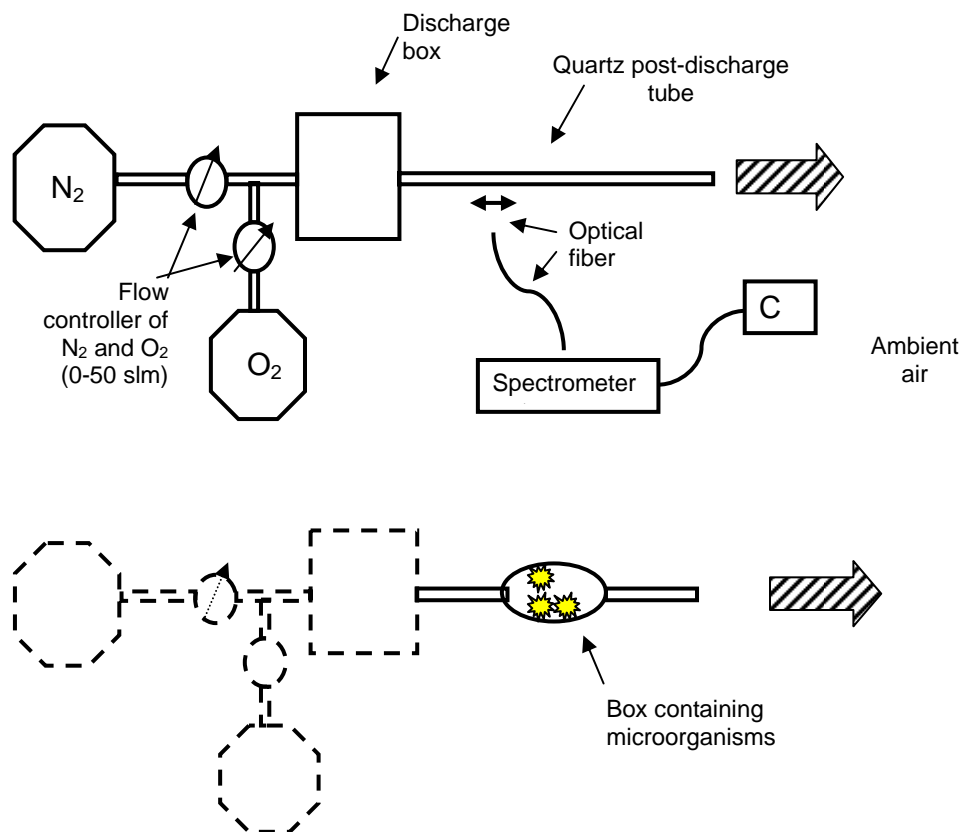 Discharge
box
Quartz post-discharge
tube
N₂
Optical
fiber
Flow
controller of
N₂ and O₂
(0-50 slm)
O₂
C
Spectrometer
Ambient
air
Box containing
microorganisms